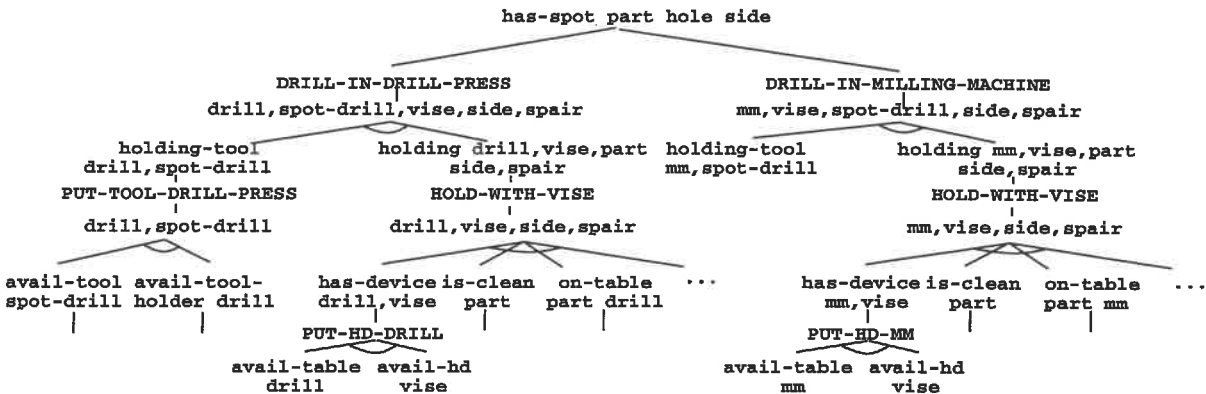 has-spot part hole side
DRILL-IN-DRILL-PRESS DRILL-IN-MILLING-MACHINE
drill,spot-drill,vise,side,spair mm,vise,spot-drill,side,spair
holding-tool holding drill,vise,part holding-tool holding mm,vise,part
drill,spot-drill side,spair mm,spot-drill side,spair
PUT-TOOL-DRILL-PRESS HOLD-WITH-VISE HOLD-WITH-VISE
drill,spot-drill drill,vise,side,spair mm,vise,side,spair
avail-tool avail-tool- has-device is-clean on-table ... has-device is-clean on-table ...
spot-drill holder drill drill,vise part part drill mm,vise part part mm
PUT-HD-DRILL PUT-HD-MM
avail-table avail-hd avail-table avail-hd
drill vise mm vise